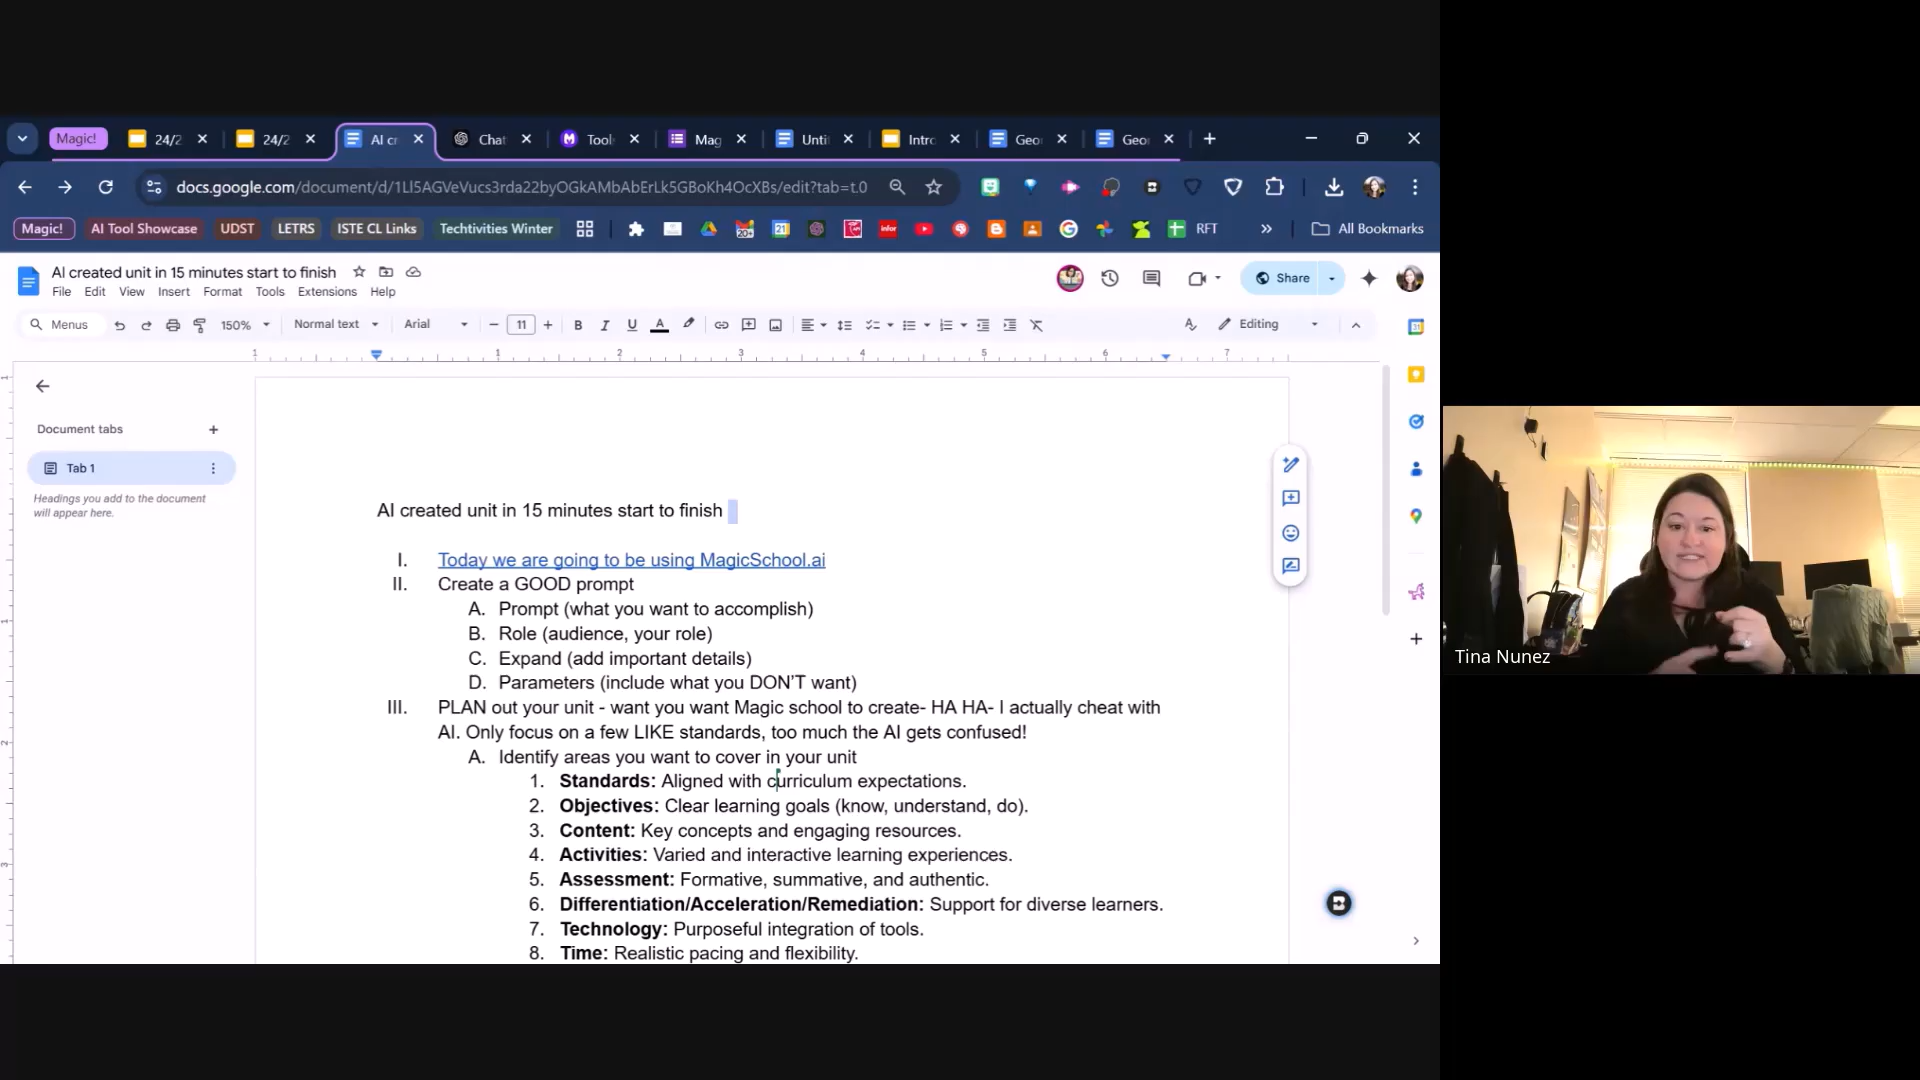 Magic!
24/2
24/2
AI cr
Chat
Tool
Mag
Unti
Intro
Geo
Geo
docs.google.com/document/d/1Ll5AGVeVucs3rda22byOGkAMbAbErLk5GBoKh4OcXBs/edit?tab=t.0
Magic!
AI Tool Showcase
UDST
LETRS
ISTE CL Links
Techtivities Winter
RFT
All Bookmarks
AI created unit in 15 minutes start to finish
File Edit View Insert Format Tools Extensions Help
Share
Menus
150%
Normal text
Arial
11
Editing
1 1 2 3 4 5 6 7
Document tabs
Tab 1
Headings you add to the document
will appear here.
AI created unit in 15 minutes start to finish
I. Today we are going to be using MagicSchool.ai
II. Create a GOOD prompt
A. Prompt (what you want to accomplish)
B. Role (audience, your role)
C. Expand (add important details)
D. Parameters (include what you DON'T want)
III. PLAN out your unit - want you want Magic school to create- HA HA- I actually cheat with
AI. Only focus on a few LIKE standards, too much the AI gets confused!
A. Identify areas you want to cover in your unit
1. Standards: Aligned with curriculum expectations.
2. Objectives: Clear learning goals (know, understand, do).
3. Content: Key concepts and engaging resources.
4. Activities: Varied and interactive learning experiences.
5. Assessment: Formative, summative, and authentic.
6. Differentiation/Acceleration/Remediation: Support for diverse learners.
7. Technology: Purposeful integration of tools.
8. Time: Realistic pacing and flexibility.
Tina Nunez